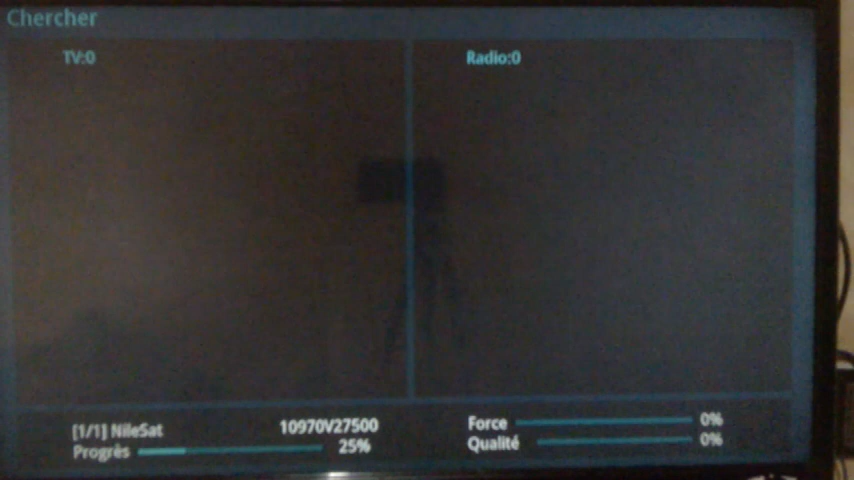 Chercher
TV:0
Radio:0
[1/1] NileSat 10970V27500
Progrès 25%
Force 0%
Qualité 0%